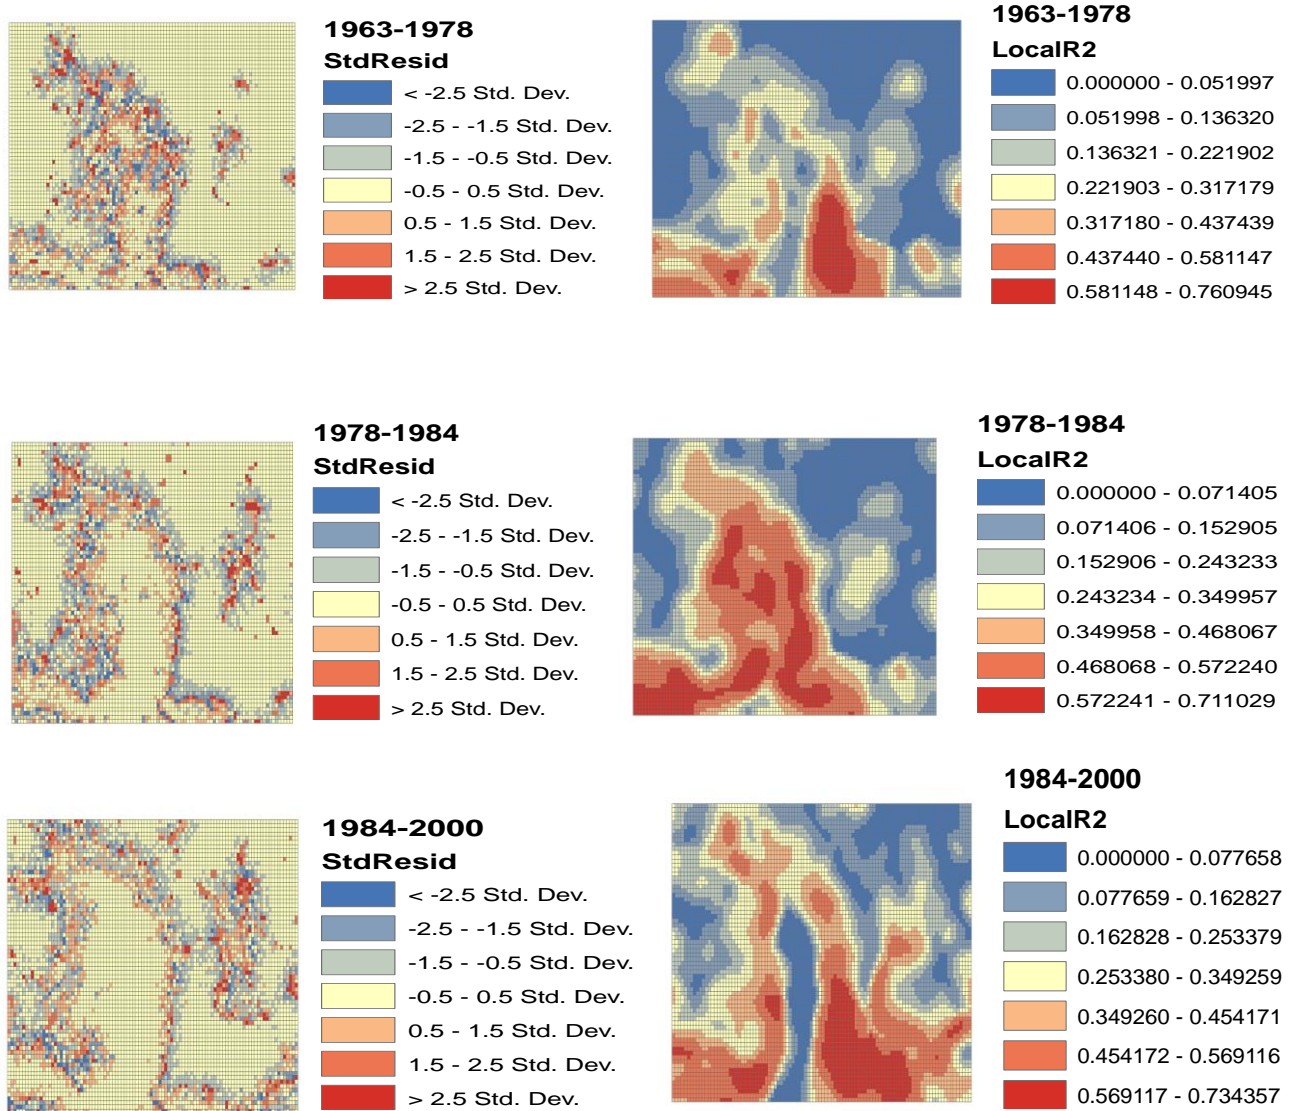 1963-1978
StdResid
< -2.5 Std. Dev.
-2.5 - -1.5 Std. Dev.
-1.5 - -0.5 Std. Dev.
-0.5 - 0.5 Std. Dev.
0.5 - 1.5 Std. Dev.
1.5 - 2.5 Std. Dev.
> 2.5 Std. Dev.
1963-1978
LocalR2
0.000000 - 0.051997
0.051998 - 0.136320
0.136321 - 0.221902
0.221903 - 0.317179
0.317180 - 0.437439
0.437440 - 0.581147
0.581148 - 0.760945
1978-1984
StdResid
< -2.5 Std. Dev.
-2.5 - -1.5 Std. Dev.
-1.5 - -0.5 Std. Dev.
-0.5 - 0.5 Std. Dev.
0.5 - 1.5 Std. Dev.
1.5 - 2.5 Std. Dev.
> 2.5 Std. Dev.
1978-1984
LocalR2
0.000000 - 0.071405
0.071406 - 0.152905
0.152906 - 0.243233
0.243234 - 0.349957
0.349958 - 0.468067
0.468068 - 0.572240
0.572241 - 0.711029
1984-2000
StdResid
< -2.5 Std. Dev.
-2.5 - -1.5 Std. Dev.
-1.5 - -0.5 Std. Dev.
-0.5 - 0.5 Std. Dev.
0.5 - 1.5 Std. Dev.
1.5 - 2.5 Std. Dev.
> 2.5 Std. Dev.
1984-2000
LocalR2
0.000000 - 0.077658
0.077659 - 0.162827
0.162828 - 0.253379
0.253380 - 0.349259
0.349260 - 0.454171
0.454172 - 0.569116
0.569117 - 0.734357